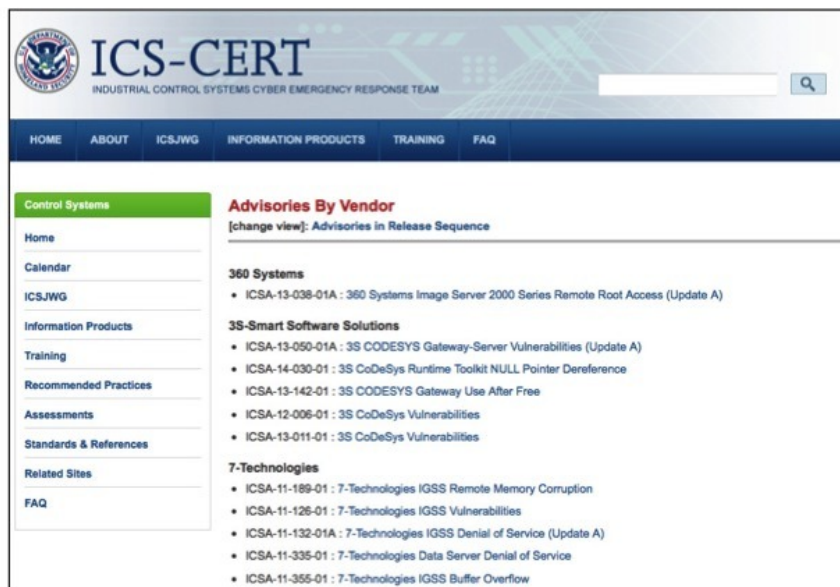 ICS-CERT
INDUSTRIAL CONTROL SYSTEMS CYBER EMERGENCY RESPONSE TEAM
HOME ABOUT ICSJWG INFORMATION PRODUCTS TRAINING FAQ
Control Systems
Home
Calendar
ICSJWG
Information Products
Training
Recommended Practices
Assessments
Standards & References
Related Sites
FAQ
Advisories By Vendor
[change view]: Advisories in Release Sequence
360 Systems
• ICSA-13-038-01A : 360 Systems Image Server 2000 Series Remote Root Access (Update A)
3S-Smart Software Solutions
• ICSA-13-050-01A : 3S CODESYS Gateway-Server Vulnerabilities (Update A)
• ICSA-14-030-01 : 3S CoDeSys Runtime Toolkit NULL Pointer Dereference
• ICSA-13-142-01 : 3S CODESYS Gateway Use After Free
• ICSA-12-006-01 : 3S CoDeSys Vulnerabilities
• ICSA-13-011-01 : 3S CoDeSys Vulnerabilities
7-Technologies
• ICSA-11-189-01 : 7-Technologies IGSS Remote Memory Corruption
• ICSA-11-126-01 : 7-Technologies IGSS Vulnerabilities
• ICSA-11-132-01A : 7-Technologies IGSS Denial of Service (Update A)
• ICSA-11-335-01 : 7-Technologies Data Server Denial of Service
• ICSA-11-355-01 : 7-Technologies IGSS Buffer Overflow